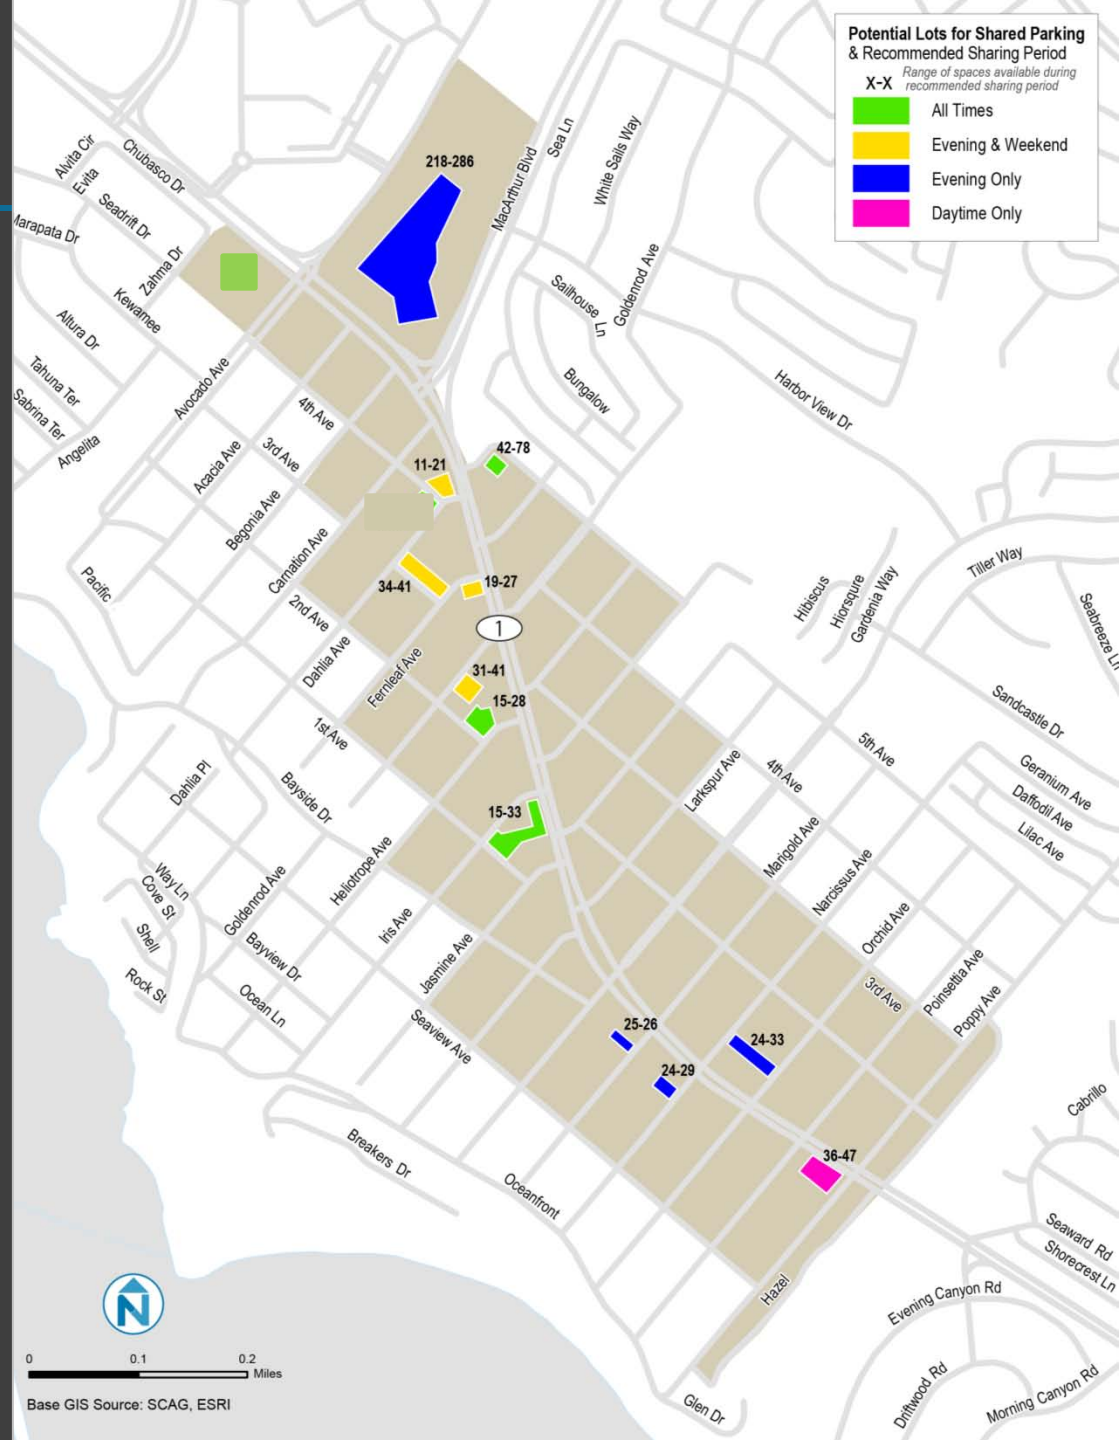 Potential Lots for Shared Parking
& Recommended Sharing Period
X-X Range of spaces available during
recommended sharing period
All Times
Evening & Weekend
Evening Only
Daytime Only
Sea Ln
White Sails Way
MacArthur Blvd
Alvita Cir
Chubasco Dr
Evita
Seadrift Dr
Marapata Dr
Zahma Dr
Kewamee
218-286
Goldenrod Ave
Sailhouse Ln
Altura Dr
Tahuna Ter
Sabrina Ter
Angelita
Avocado Ave
Bungalow
Harbor View Dr
4th Ave
3rd Ave
Acacia Ave
Begonia Ave
42-78
11-21
Carnation Ave
Pacific
34-41
19-27
2nd Ave
1
Dahlia Ave
Fernleaf Ave
Hibiscus
Hiorsqure
Gardenia Way
Tiller Way
Seabreeze Ln
31-41
15-28
1st Ave
Sandcastle Dr
5th Ave
4th Ave
Larkspur Ave
Geranium Ave
Daffodil Ave
Lilac Ave
Dahlia Pl
Bayside Dr
15-33
Marigold Ave
Narcissus Ave
Heliotrope Ave
Way Ln
Cove St
Goldenrod Ave
Iris Ave
Orchid Ave
Shell
Bayview Dr
Jasmine Ave
Rock St
Ocean Ln
Poinsettia Ave
3rd Ave
Poppy Ave
Seaview Ave
25-26
24-33
24-29
Cabrillo
Breakers Dr
Oceanfront
36-47
Seaward Rd
Shorecrest Ln
Hazel
Evening Canyon Rd
N
0 0.1 0.2
Miles
Driftwood Rd
Morning Canyon Rd
Glen Dr
Base GIS Source: SCAG, ESRI